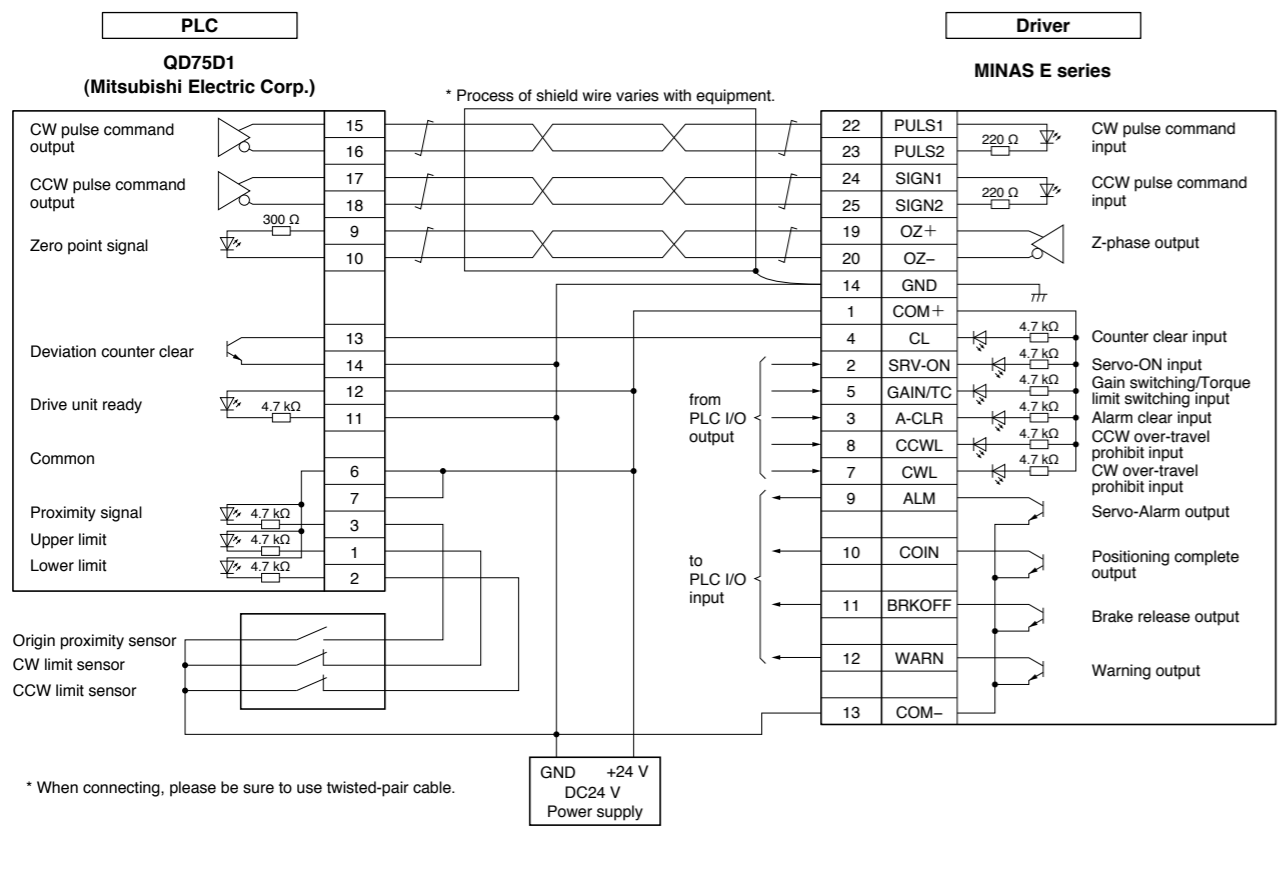 PLC
Driver
QD75D1
(Mitsubishi Electric Corp.)
MINAS E series
* Process of shield wire varies with equipment.
CW pulse command
output
15
16
CCW pulse command
output
17
18
Zero point signal
300 Ω
9
10
Deviation counter clear
13
14
Drive unit ready
4.7 kΩ
12
11
Common
6
7
Proximity signal
4.7 kΩ
3
Upper limit
4.7 kΩ
1
Lower limit
4.7 kΩ
2
Origin proximity sensor
CW limit sensor
CCW limit sensor
from
PLC I/O
output
to
PLC I/O
input
22 PULS1
23 PULS2
220 Ω
CW pulse command
input
24 SIGN1
25 SIGN2
220 Ω
CCW pulse command
input
19 OZ+
20 OZ−
Z-phase output
14 GND
1 COM+
4 CL 4.7 kΩ Counter clear input
2 SRV-ON 4.7 kΩ Servo-ON input
5 GAIN/TC 4.7 kΩ Gain switching/Torque
limit switching input
3 A-CLR 4.7 kΩ Alarm clear input
8 CCWL 4.7 kΩ CCW over-travel
prohibit input
7 CWL 4.7 kΩ CW over-travel
prohibit input
9 ALM Servo-Alarm output
10 COIN Positioning complete
output
11 BRKOFF Brake release output
12 WARN Warning output
13 COM−
GND +24 V
DC24 V
Power supply
* When connecting, please be sure to use twisted-pair cable.